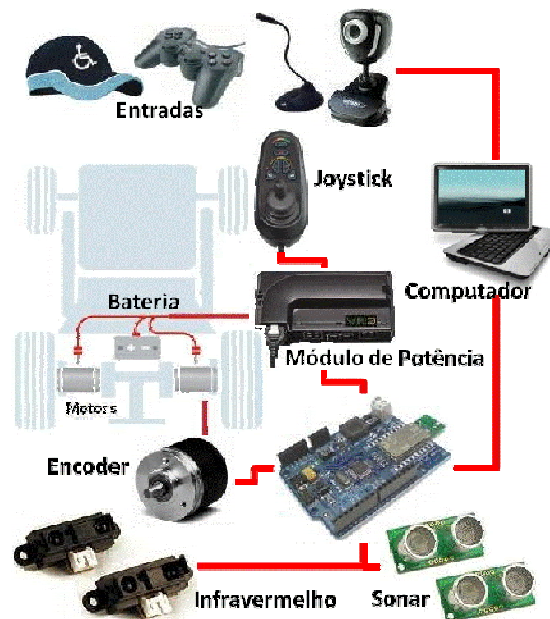 Entradas
Joystick
Computador
Bateria
Módulo de Potência
Motors
Encoder
Infravermelho
Sonar